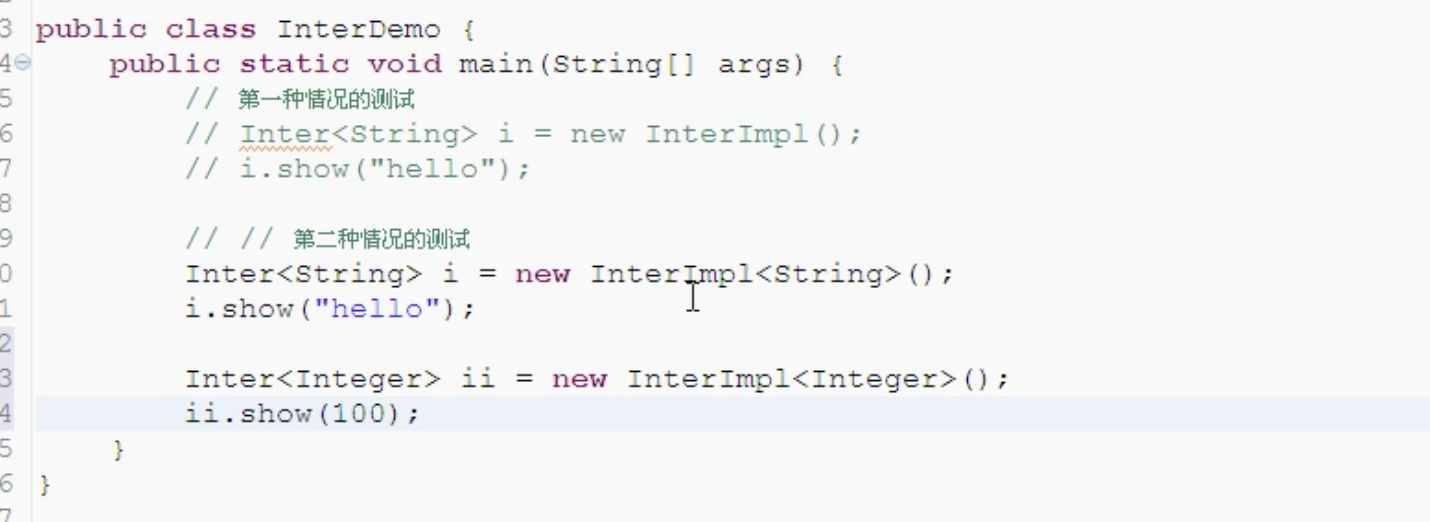 3 public class InterDemo {
4 public static void main(String[] args) {
5 // 第一种情况的测试
6 // Inter<String> i = new InterImpl();
7 // i.show("hello");
8
9 // // 第二种情况的测试
0 Inter<String> i = new InterImpl<String>();
1 i.show("hello");
2
3 Inter<Integer> ii = new InterImpl<Integer>();
4 ii.show(100);
5 }
6 }
7